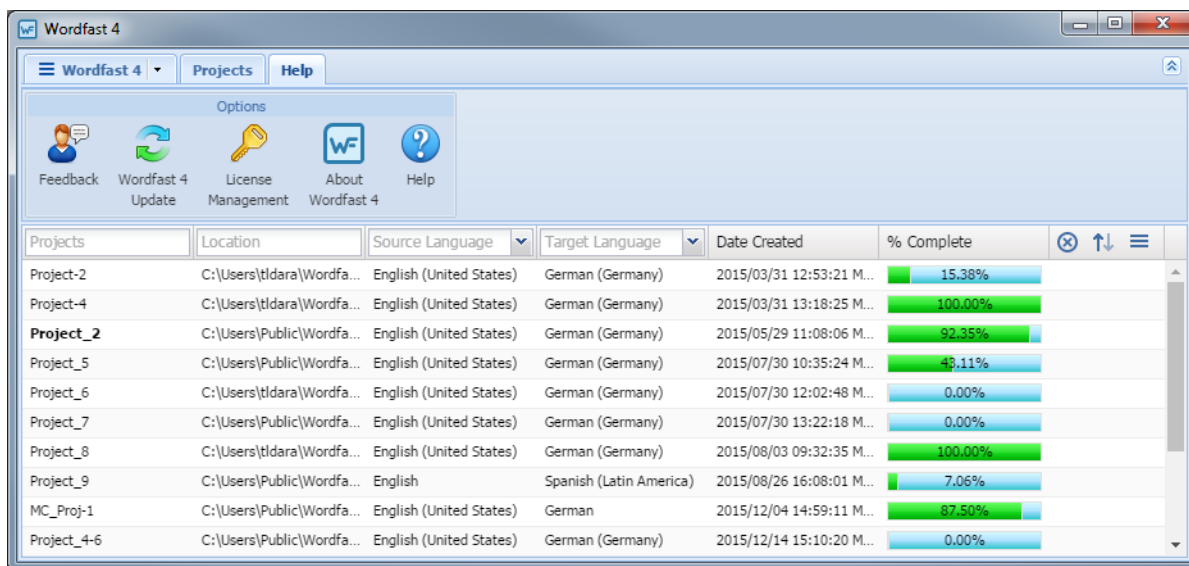 Wordfast 4
Wordfast 4 Projects Help
Options
Feedback Wordfast 4 Update License Management About Wordfast 4 Help
Projects Location Source Language Target Language Date Created % Complete
Project-2 C:\Users\tldara\Wordfa... English (United States) German (Germany) 2015/03/31 12:53:21 M... 15.38%
Project-4 C:\Users\tldara\Wordfa... English (United States) German (Germany) 2015/03/31 13:18:25 M... 100.00%
Project_2 C:\Users\Public\Wordfa... English (United States) German (Germany) 2015/05/29 11:08:06 M... 92.35%
Project_5 C:\Users\Public\Wordfa... English (United States) German (Germany) 2015/07/30 10:35:24 M... 43.11%
Project_6 C:\Users\tldara\Wordfa... English (United States) German (Germany) 2015/07/30 12:02:48 M... 0.00%
Project_7 C:\Users\Public\Wordfa... English (United States) German (Germany) 2015/07/30 13:22:18 M... 0.00%
Project_8 C:\Users\tldara\Wordfa... English (United States) German (Germany) 2015/08/03 09:32:35 M... 100.00%
Project_9 C:\Users\Public\Wordfa... English Spanish (Latin America) 2015/08/26 16:08:01 M... 7.06%
MC_Proj-1 C:\Users\Public\Wordfa... English (United States) German 2015/12/04 14:59:11 M... 87.50%
Project_4-6 C:\Users\Public\Wordfa... English (United States) German (Germany) 2015/12/14 15:10:20 M... 0.00%